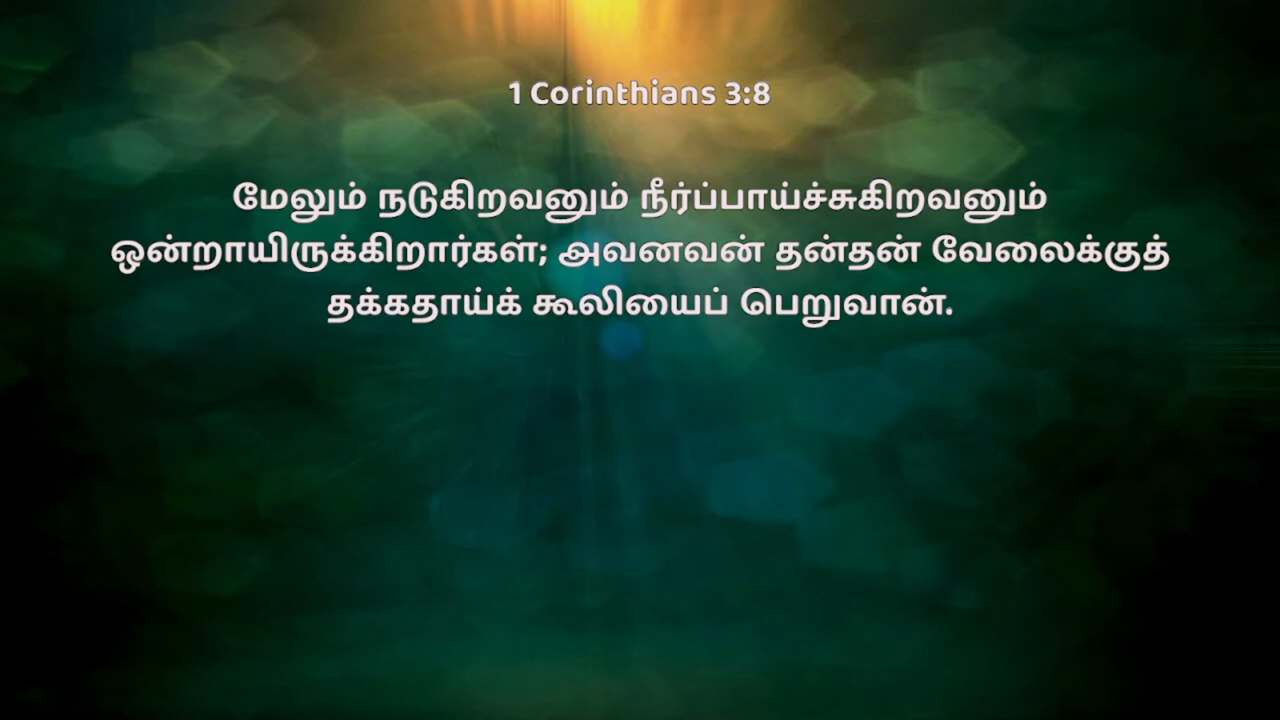 1 Corinthians 3:8
மேலும் நடுகிறவனும் நீர்ப்பாய்ச்சுகிறவனும்
ஒன்றாயிருக்கிறார்கள்; அவனவன் தன்தன் வேலைக்குத்
தக்கதாய்க் கூலியைப் பெறுவான்.